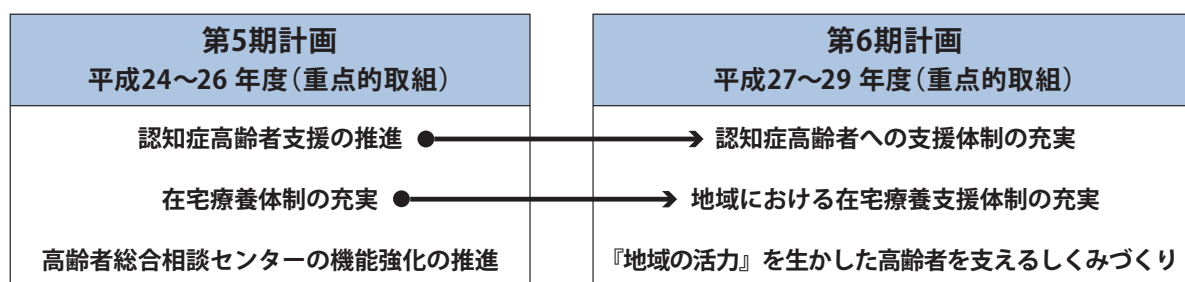 第5期計画
平成24～26 年度（重点的取組）
認知症高齢者支援の推進
在宅療養体制の充実
高齢者総合相談センターの機能強化の推進
第6期計画
平成27～29 年度（重点的取組）
認知症高齢者への支援体制の充実
地域における在宅療養支援体制の充実
『地域の活力』を生かした高齢者を支えるしくみづくり